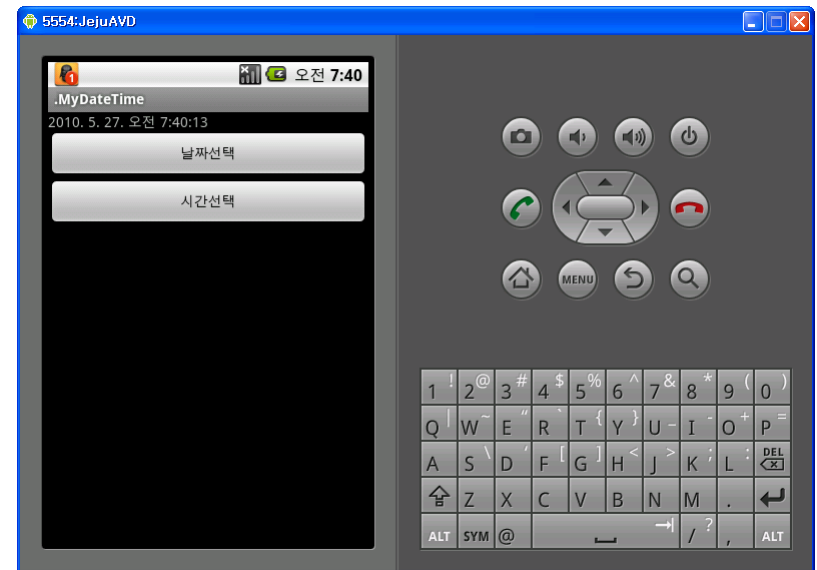 5554:JejuAVD
1 오전 7:40
.MyDateTime
2010. 5. 27. 오전 7:40:13
날짜선택
시간선택
MENU
1 ! 2 @ 3 # 4 $ 5 % 6 ^ 7 & 8 * 9 ( 0 )
Q | W ~ E “ R ` T { Y } U _ I - O + P =
A S \ D ‘ F [ G ] H < J > K ; L : DEL
Z X C V B N M .
ALT SYM @ / ? , ALT